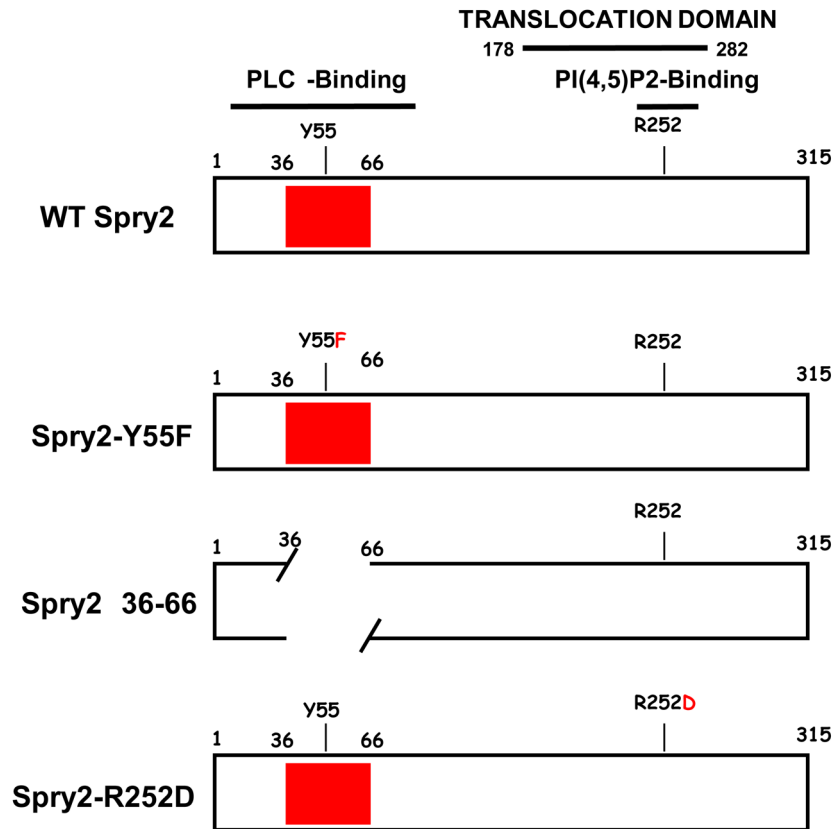 TRANSLOCATION DOMAIN
178 282
PLC -Binding PI(4,5)P2-Binding
Y55 R252
1 36 66 315
WT Spry2
Y55F R252
1 36 66 315
Spry2-Y55F
R252
1 36 66 315
Spry2 36-66
Y55 R252D
1 36 66 315
Spry2-R252D